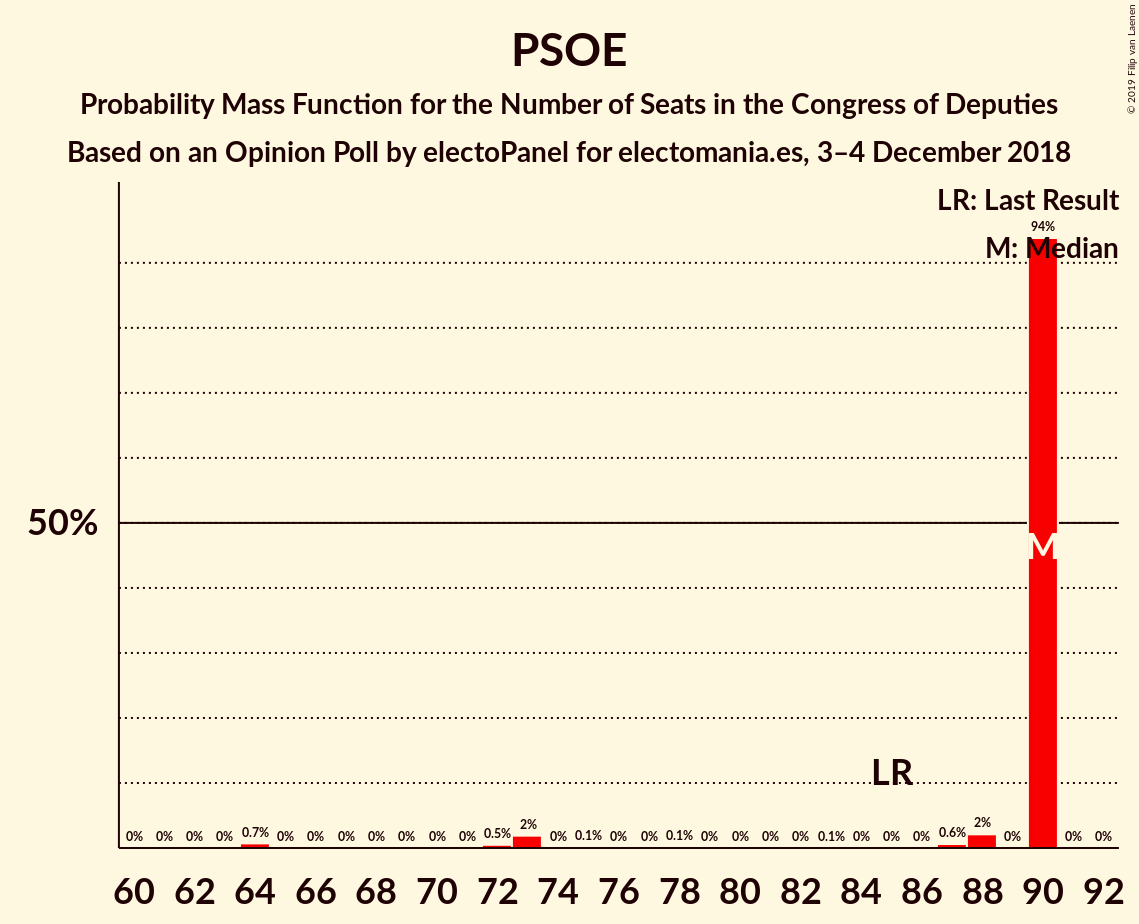 PSOE
Probability Mass Function for the Number of Seats in the Congress of Deputies
Based on an Opinion Poll by electoPanel for electomania.es, 3–4 December 2018
© 2019 Filip van Laenen
LR: Last Result
M: Median
94%
50%
M
LR
0% 0% 0% 0% 0.7% 0% 0% 0% 0% 0% 0% 0% 0.5% 2% 0% 0.1% 0% 0% 0.1% 0% 0% 0% 0% 0.1% 0% 0% 0% 0.6% 2% 0% 0% 0%
60 62 64 66 68 70 72 74 76 78 80 82 84 86 88 90 92